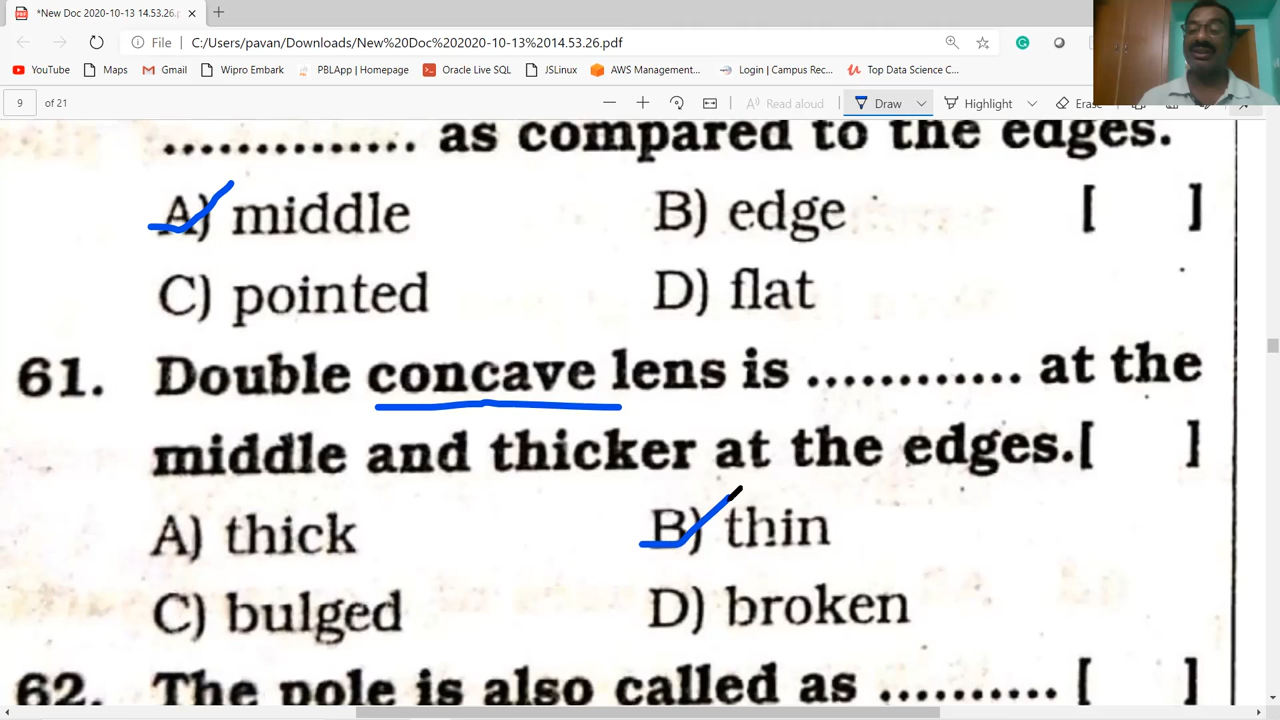 *New Doc 2020-10-13 14.53.26.p
File C:/Users/pavan/Downloads/New%20Doc%202020-10-13%2014.53.26.pdf
YouTube Maps Gmail Wipro Embark PBLApp | Homepage Oracle Live SQL JSLinux AWS Management... Login | Campus Rec... Top Data Science C...
9 of 21 Read aloud Draw Highlight Erase
.............. as compared to the edges.
A) middle B) edge [ ]
C) pointed D) flat
61. Double concave lens is ............ at the
middle and thicker at the edges.[ ]
A) thick B) thin
C) bulged D) broken
62. The pole is also called as .......... [ ]